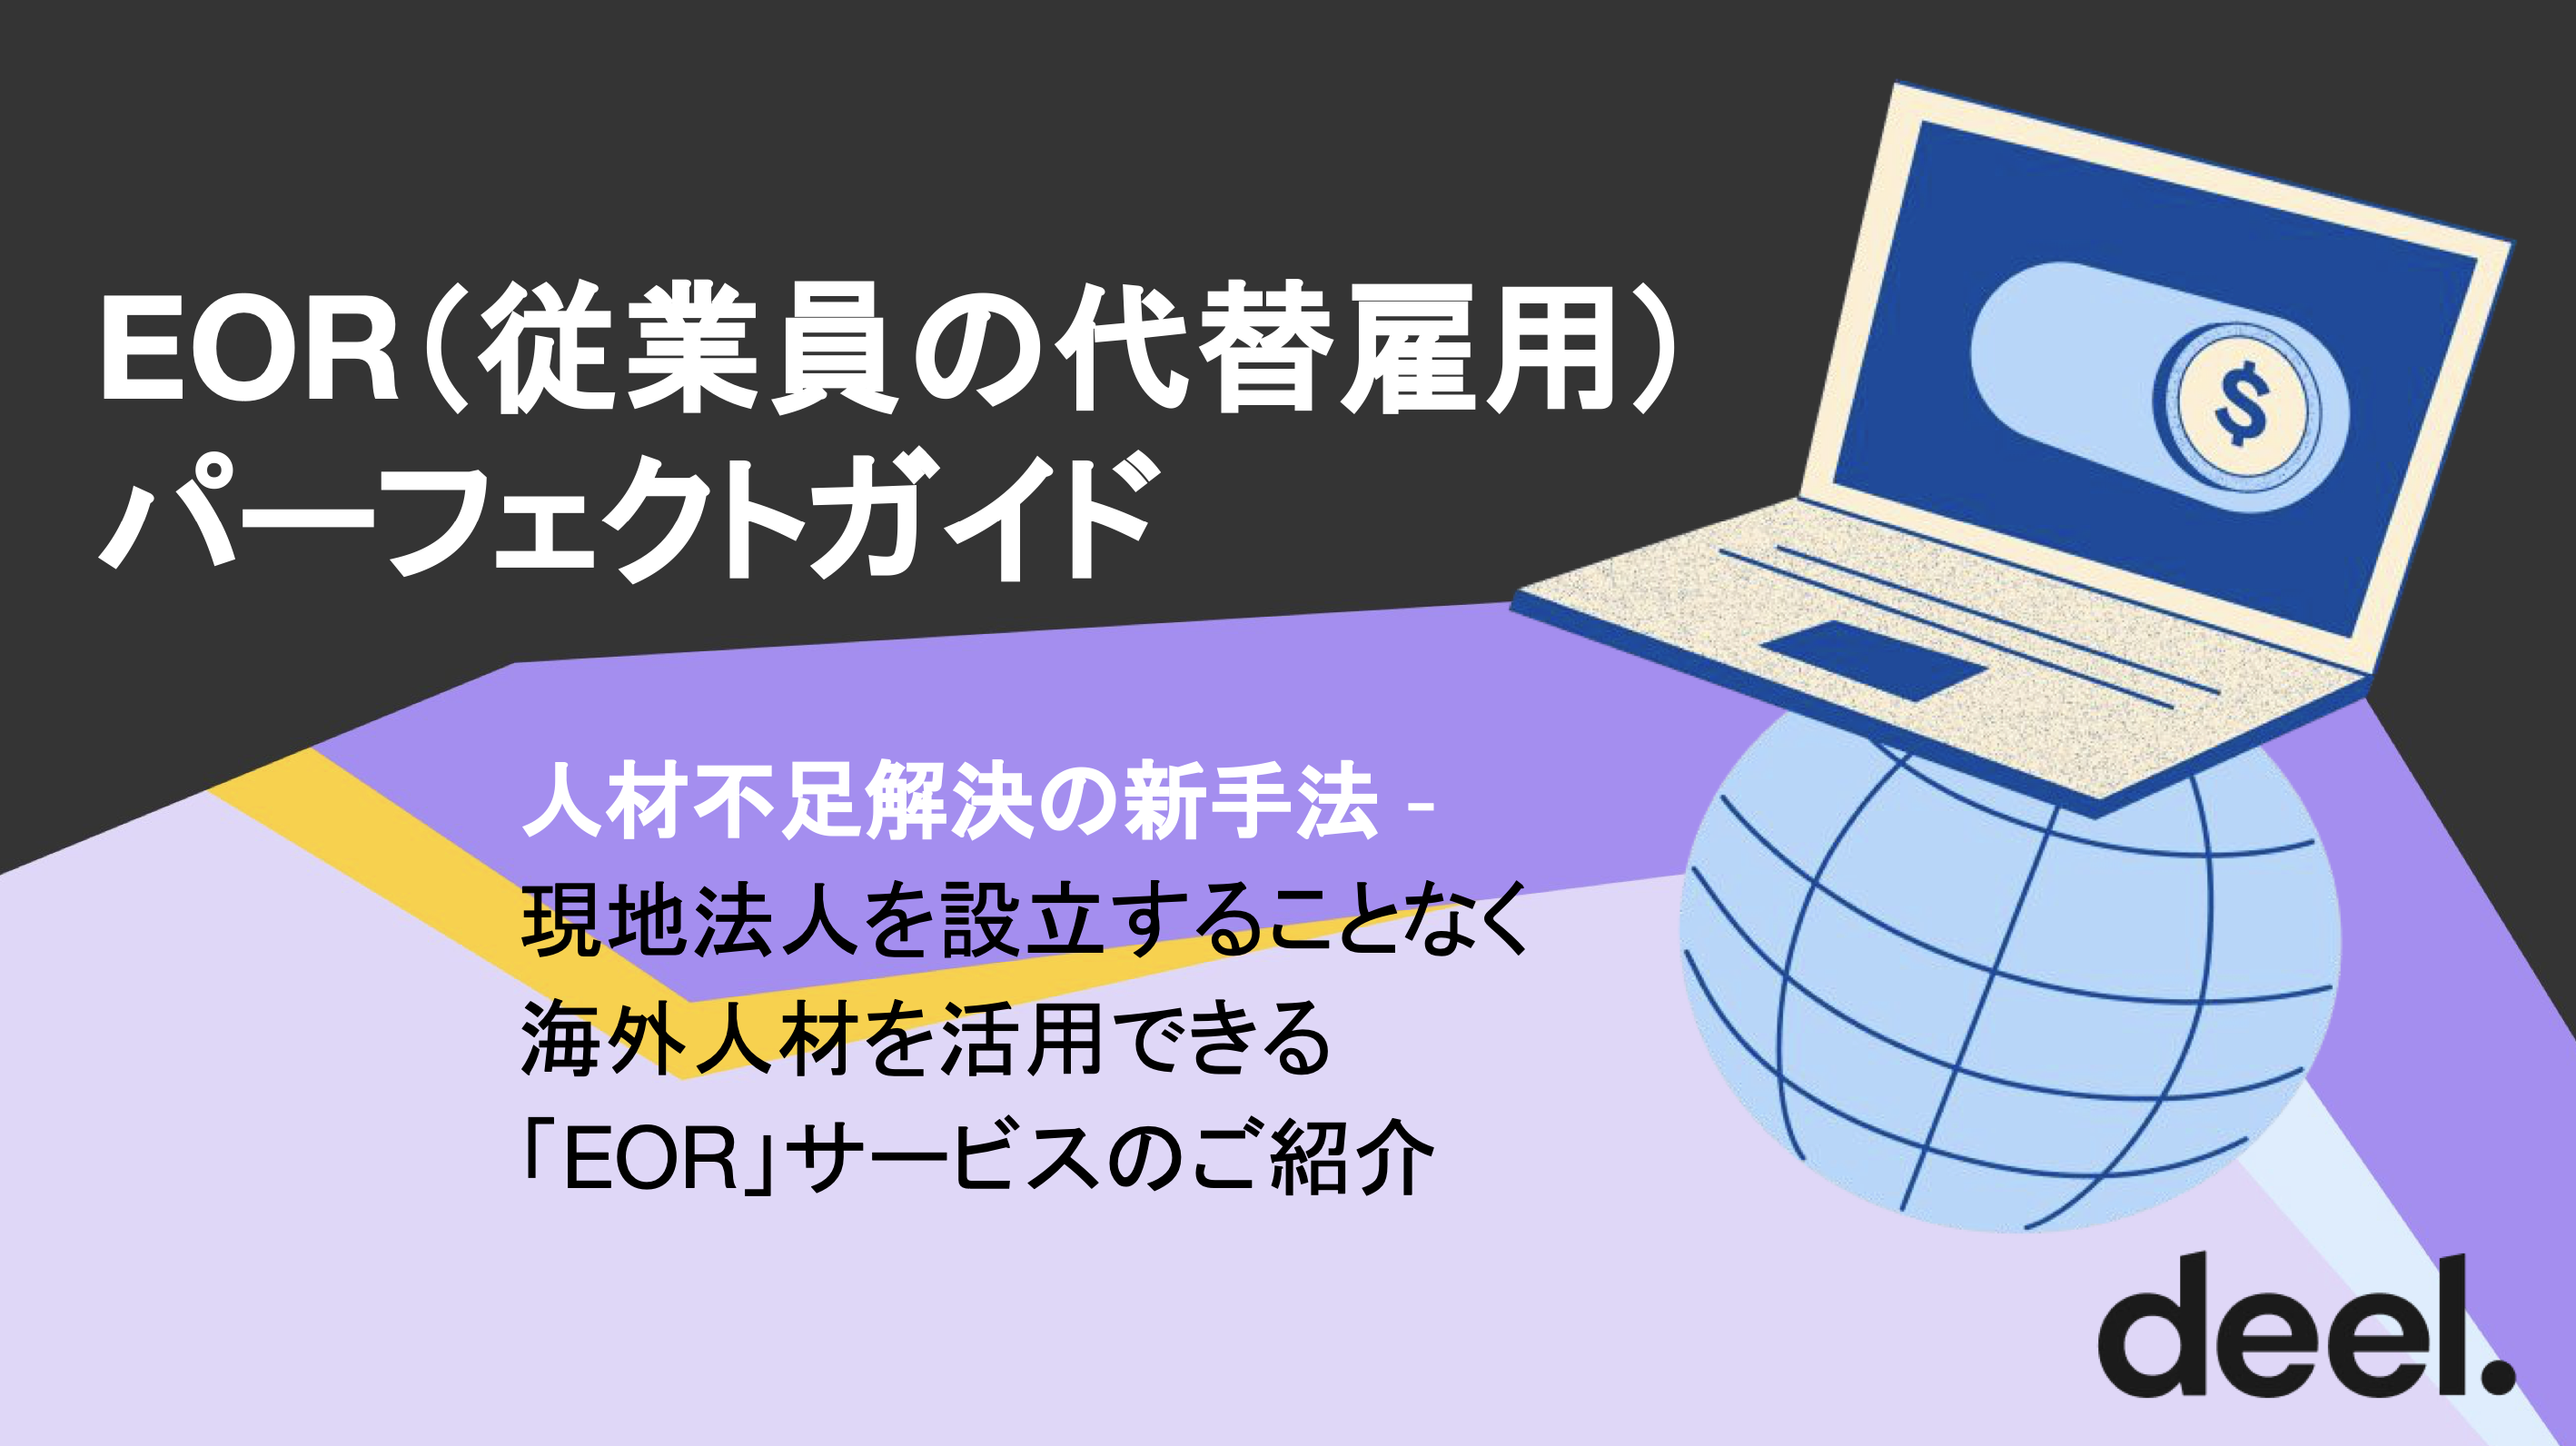 EOR（従業員の代替雇用）
パーフェクトガイド
人材不足解決の新手法 -
現地法人を設立することなく
海外人材を活用できる
「EOR」サービスのご紹介
$
deel.